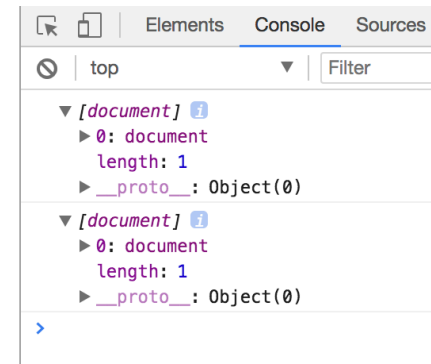 Elements Console Sources
top ▼ Filter
▼ [document] i
▶ 0: document
length: 1
▶ __proto__: Object(0)
▼ [document] i
▶ 0: document
length: 1
▶ __proto__: Object(0)
>